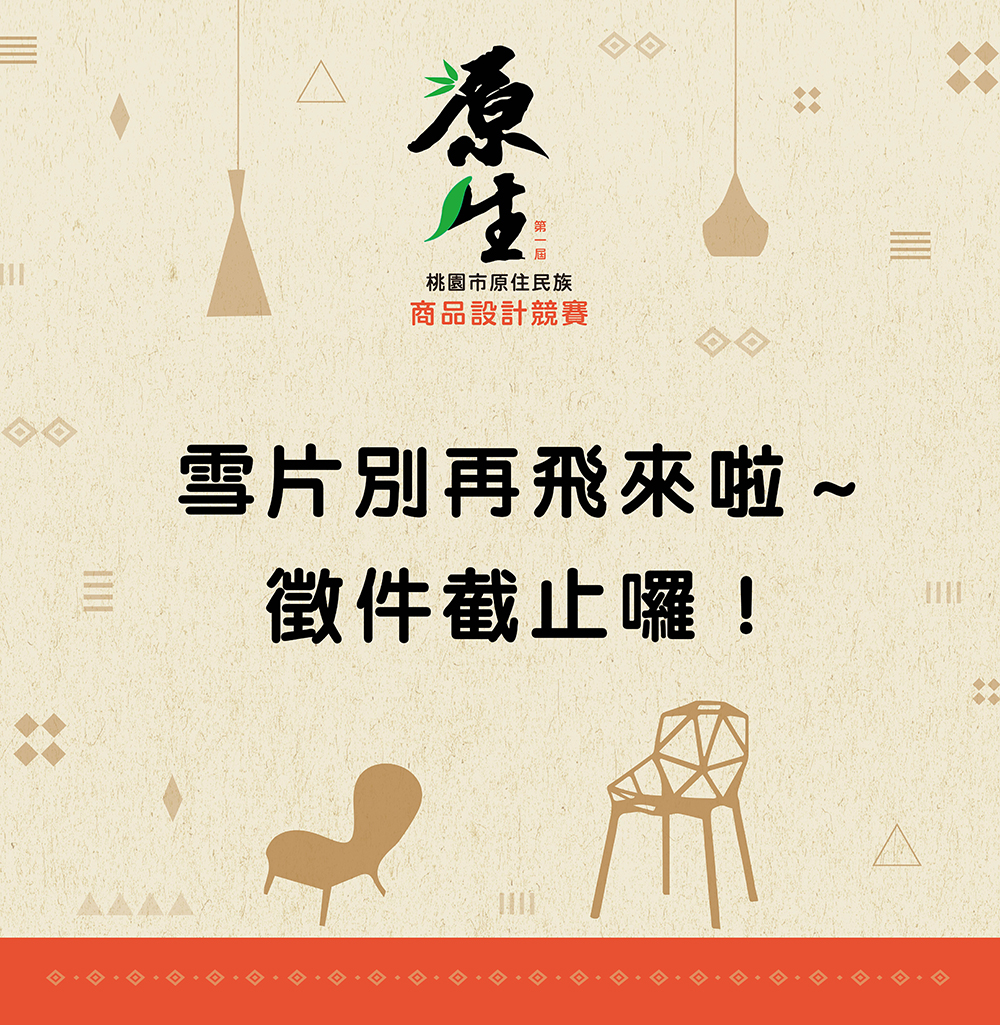 原生
第一屆
桃園市原住民族
商品設計競賽
雪片別再飛來啦～
徵件截止囉！